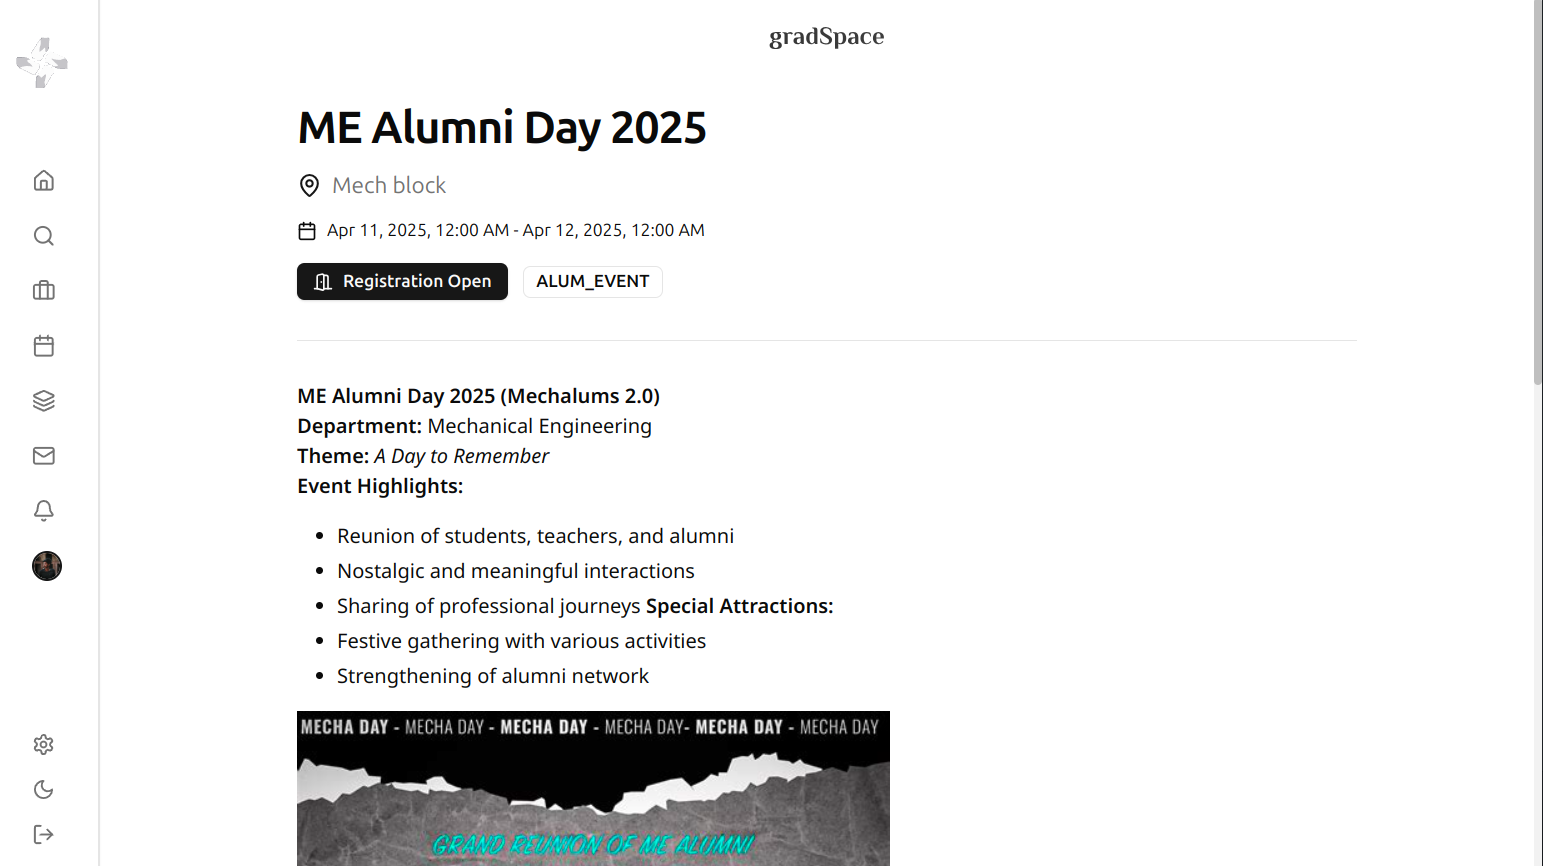 gradSpace
ME Alumni Day 2025
Mech block
Apr 11, 2025, 12:00 AM - Apr 12, 2025, 12:00 AM
Registration Open
ALUM_EVENT
ME Alumni Day 2025 (Mechalums 2.0)
Department: Mechanical Engineering
Theme: A Day to Remember
Event Highlights:
Reunion of students, teachers, and alumni
Nostalgic and meaningful interactions
Sharing of professional journeys Special Attractions:
Festive gathering with various activities
Strengthening of alumni network
MECHA DAY - MECHA DAY - MECHA DAY - MECHA DAY- MECHA DAY - MECHA DAY
GRAND REUNION OF ME ALUMNI